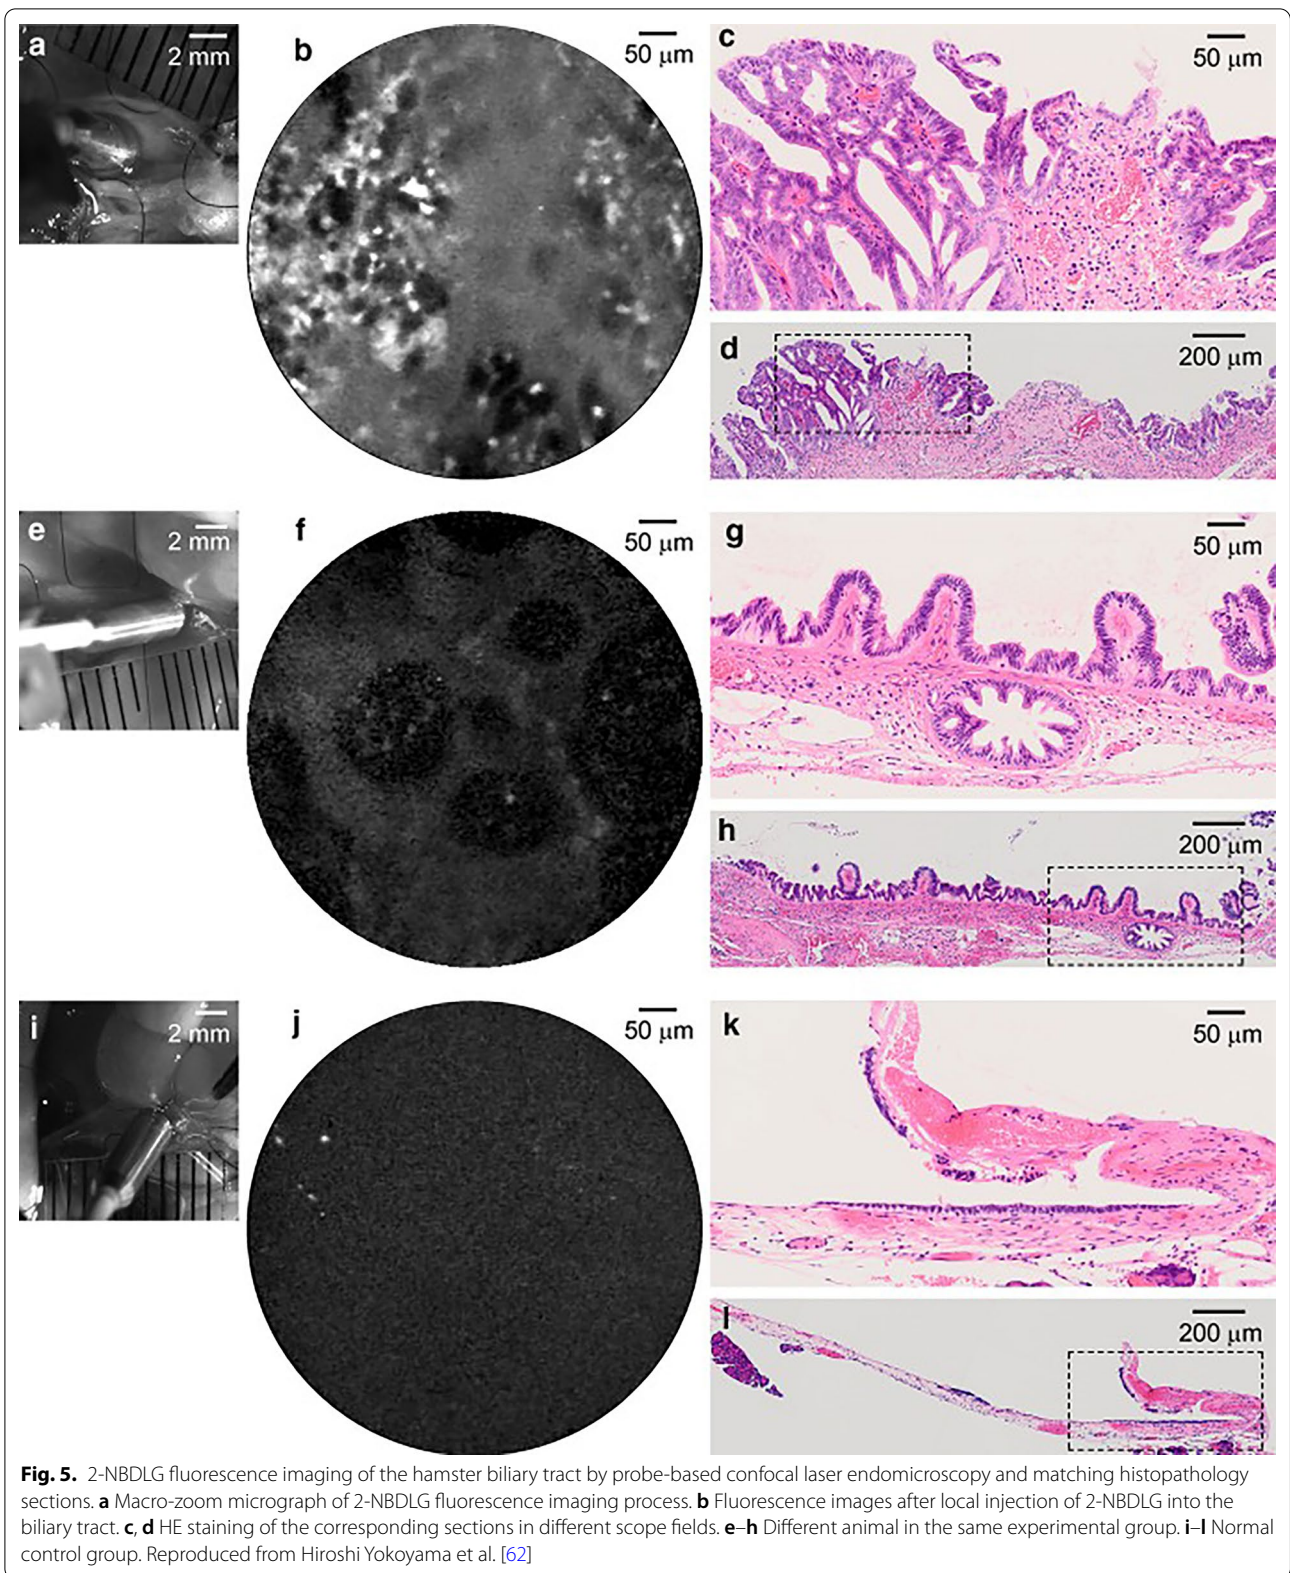 a
2 mm
b
50 μm
c
50 μm
d
200 μm
e
2 mm
f
50 μm
g
50 μm
h
200 μm
i
2 mm
j
50 μm
k
50 μm
l
200 μm
Fig. 5. 2-NBDLG fluorescence imaging of the hamster biliary tract by probe-based confocal laser endomicroscopy and matching histopathology
sections. a Macro-zoom micrograph of 2-NBDLG fluorescence imaging process. b Fluorescence images after local injection of 2-NBDLG into the
biliary tract. c, d HE staining of the corresponding sections in different scope fields. e–h Different animal in the same experimental group. i–l Normal
control group. Reproduced from Hiroshi Yokoyama et al. [62]